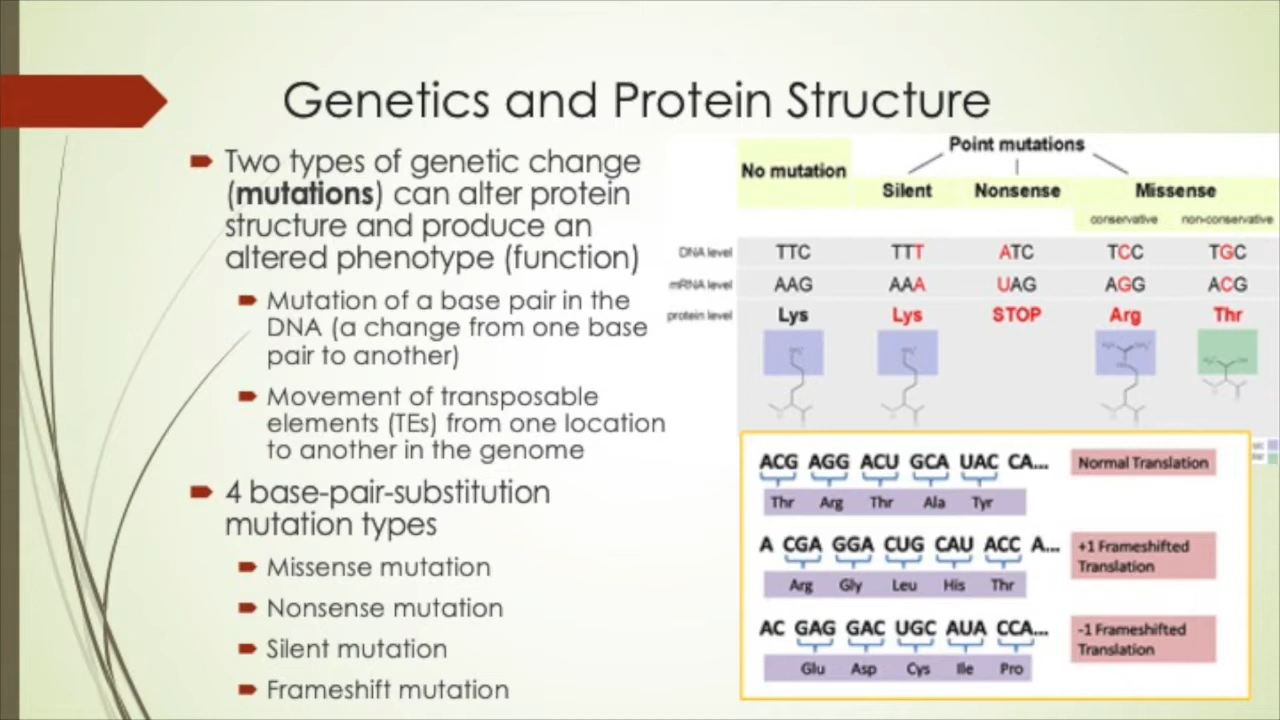 Genetics and Protein Structure
Two types of genetic change
(mutations) can alter protein
structure and produce an
altered phenotype (function)
Mutation of a base pair in the
DNA (a change from one base
pair to another)
Movement of transposable
elements (TEs) from one location
to another in the genome
4 base-pair-substitution
mutation types
Missense mutation
Nonsense mutation
Silent mutation
Frameshift mutation
Point mutations
No mutation
Silent Nonsense Missense
conservative non-conservative
DNA level TTC TTT ATC TCC TGC
mRNA level AAG AAA UAG AGG ACG
protein level Lys Lys STOP Arg Thr
ACG AGG ACU GCA UAC CA... Normal Translation
Thr Arg Thr Ala Tyr
A CGA GGA CUG CAU ACC A... +1 Frameshifted
Translation
Arg Gly Leu His Thr
AC GAG GAC UGC AUA CCA... -1 Frameshifted
Translation
Glu Asp Cys Ile Pro